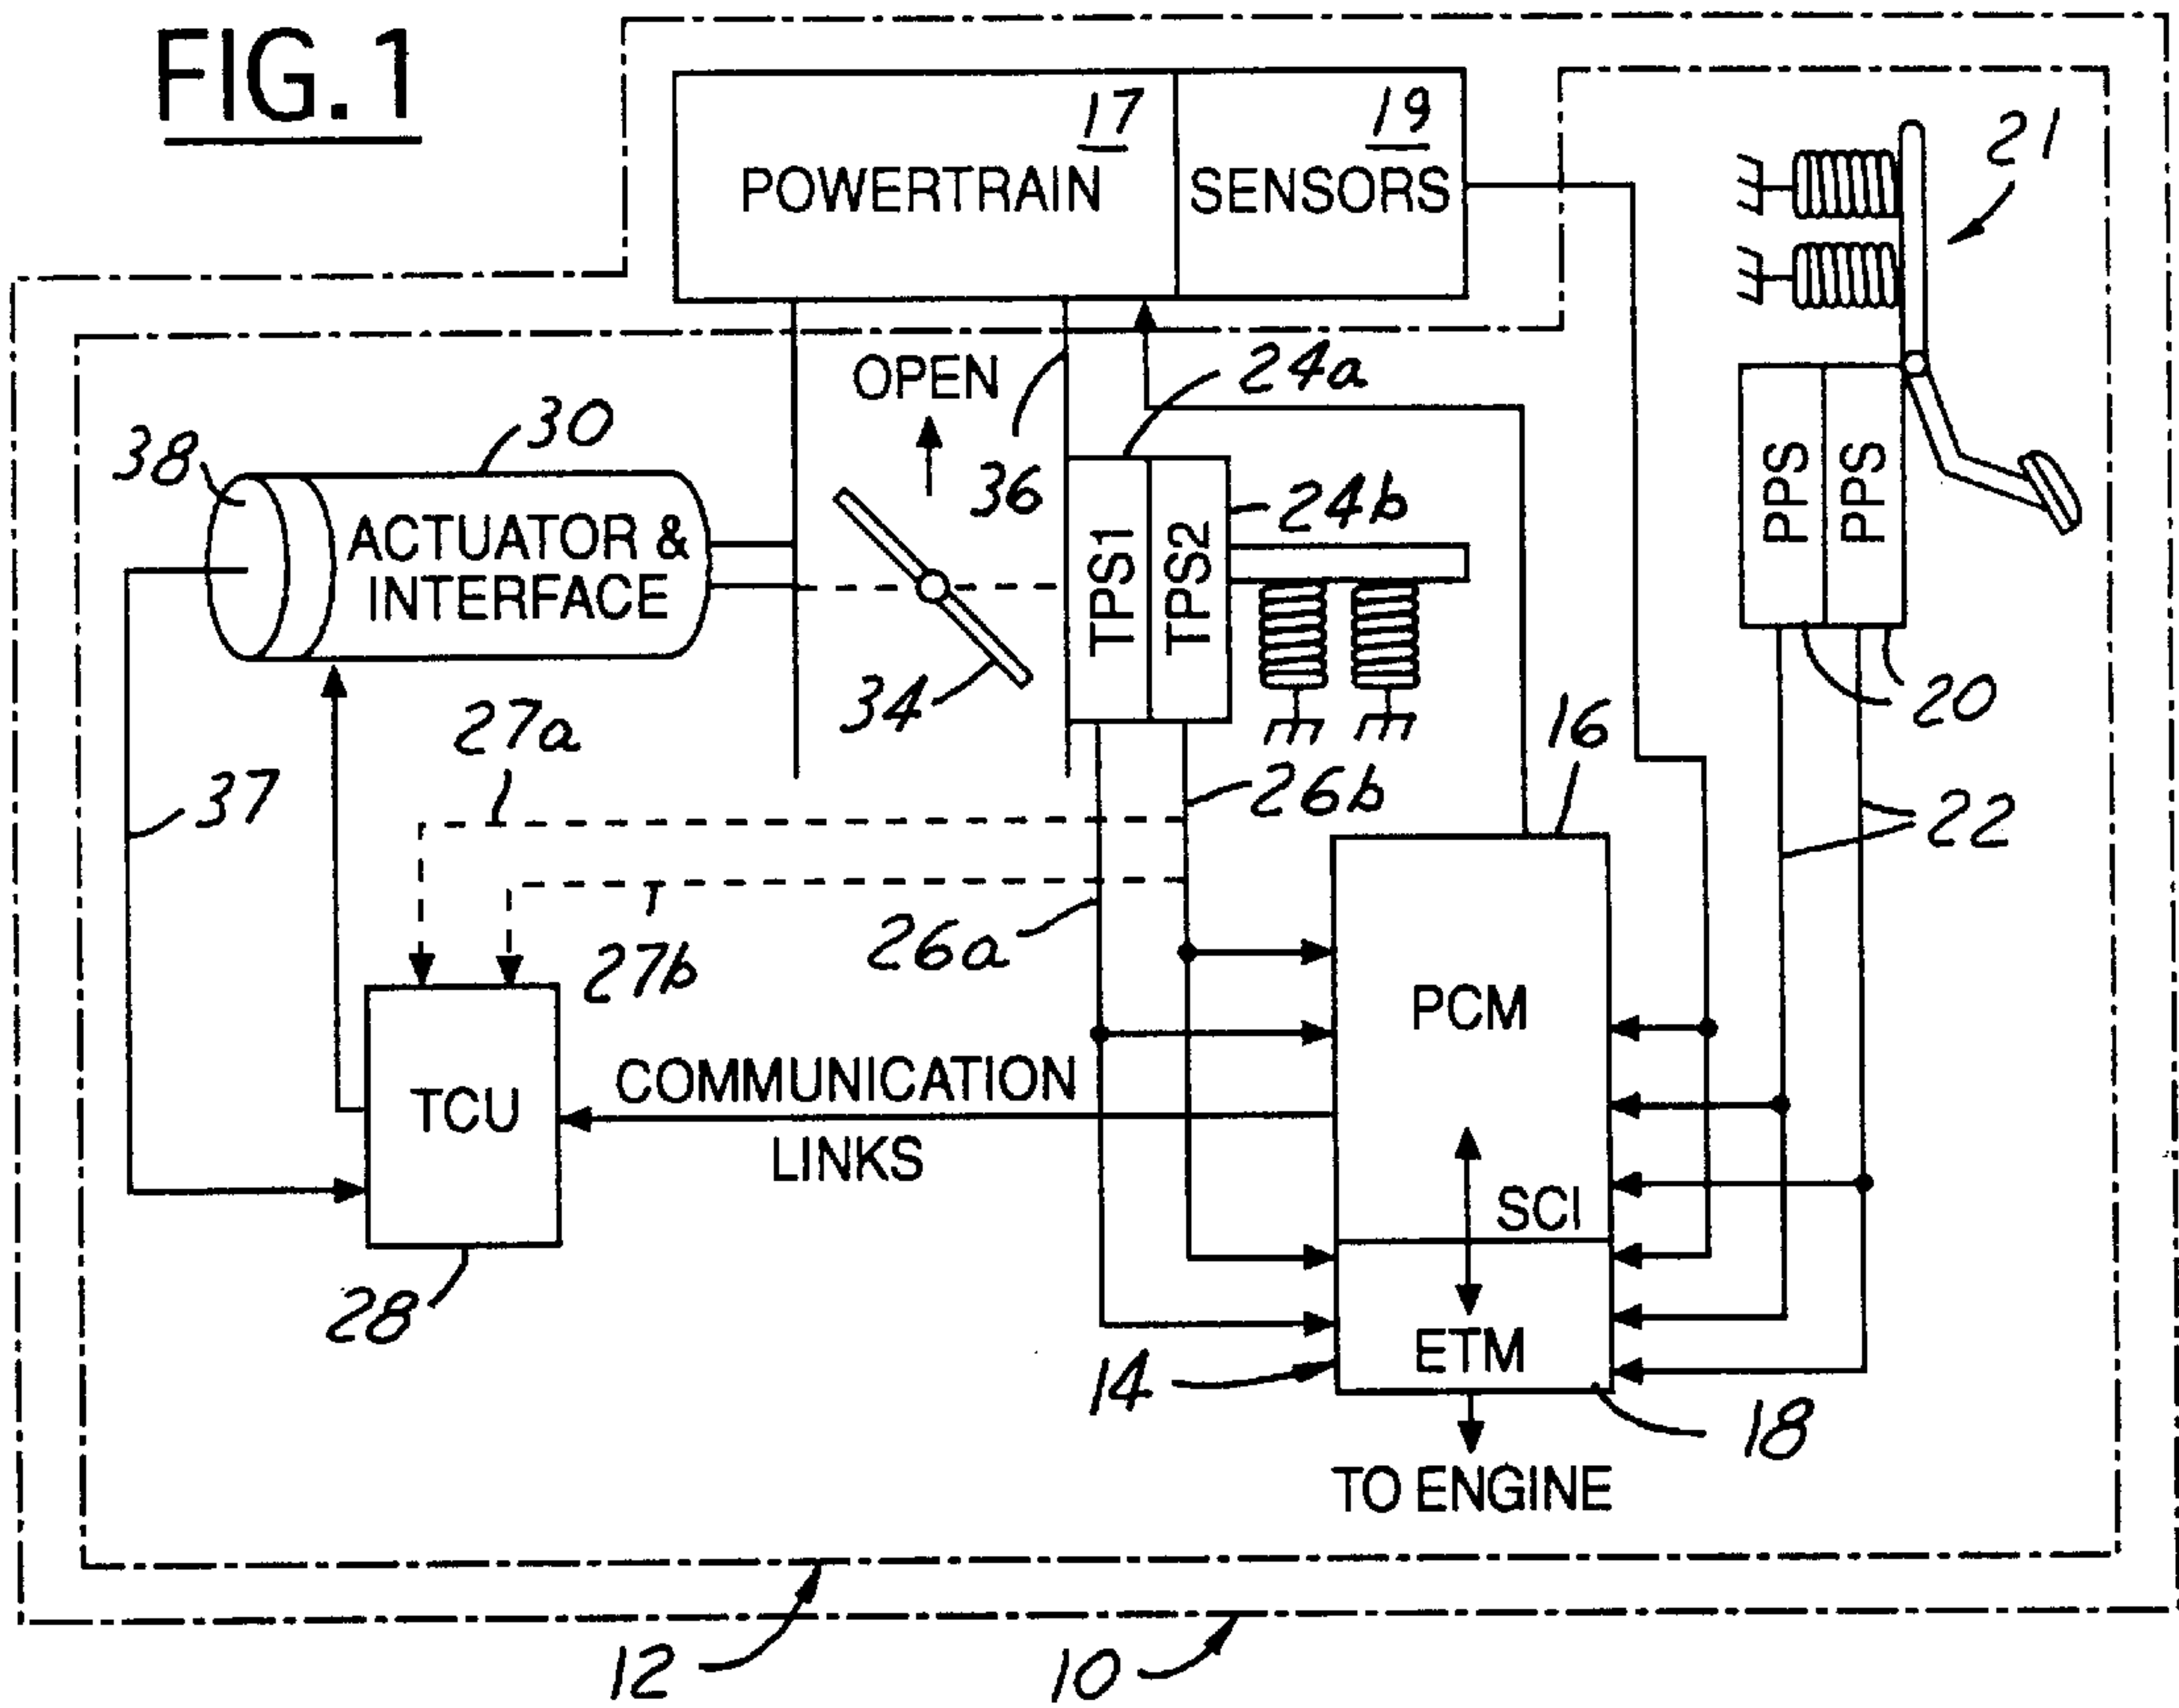 FIG.1
17
19
POWERTRAIN
SENSORS
21
OPEN
24a
30
38
36
24b
ACTUATOR &
INTERFACE
TPS1
TPS2
PPS
PPS
34
20
27a
16
37
26b
22
26a
27b
PCM
TCU
COMMUNICATION
LINKS
SCI
28
ETM
14
18
TO ENGINE
12
10